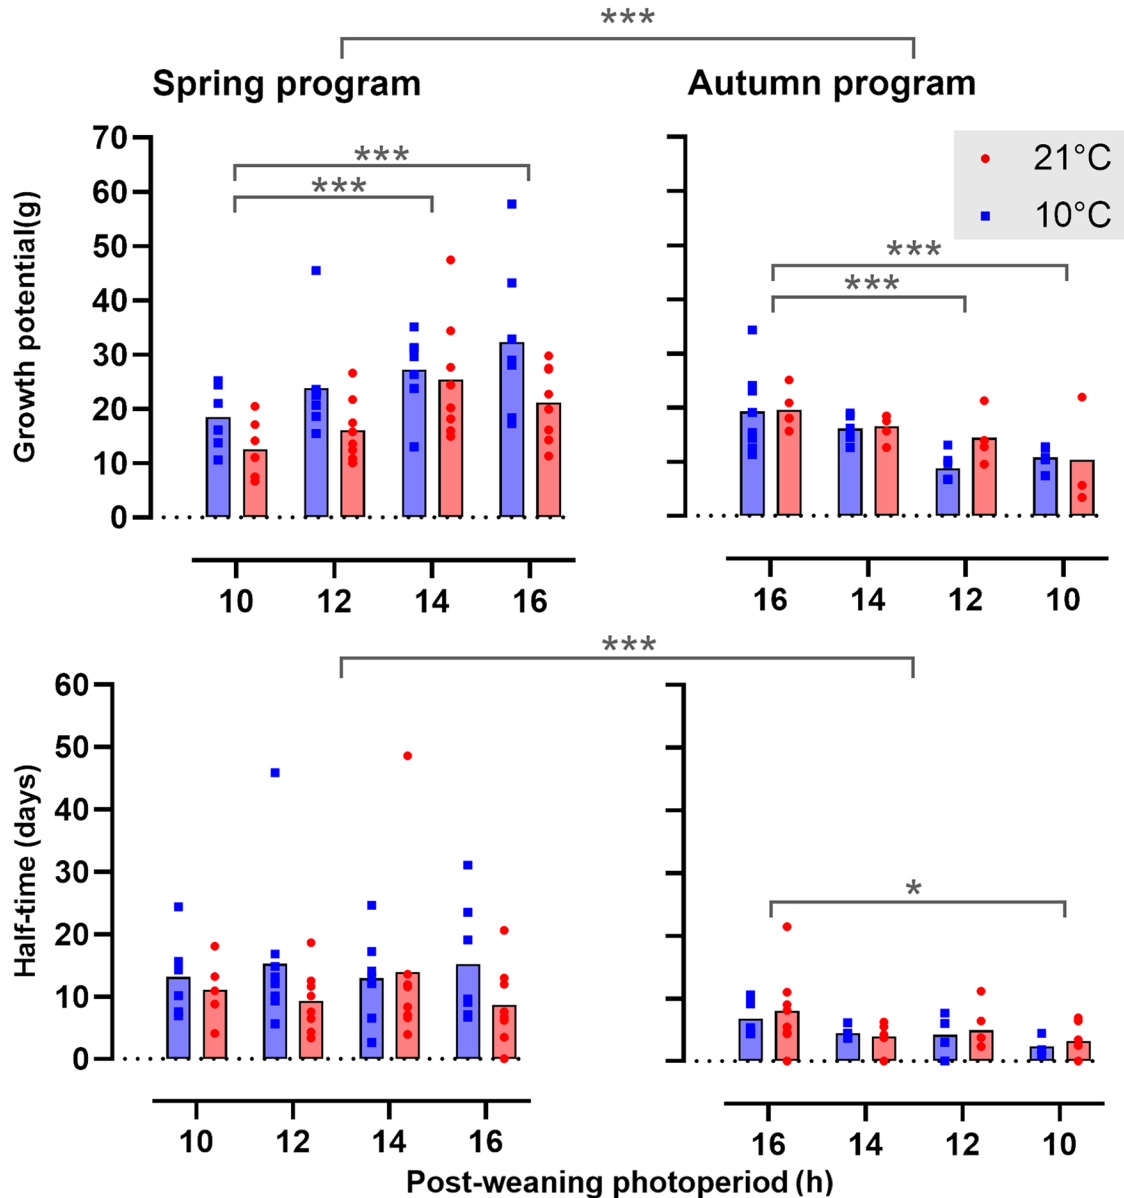 ***
Spring program
Autumn program
Growth potential(g)
70
60
50
40
30
20
10
0
***
***
21°C
10°C
***
***
10 12 14 16
16 14 12 10
***
Half-time (days)
60
50
40
30
20
10
0
*
10 12 14 16
16 14 12 10
Post-weaning photoperiod (h)